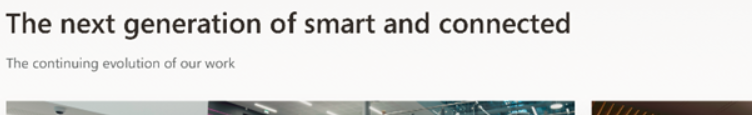 The next generation of smart and connected
The continuing evolution of our work